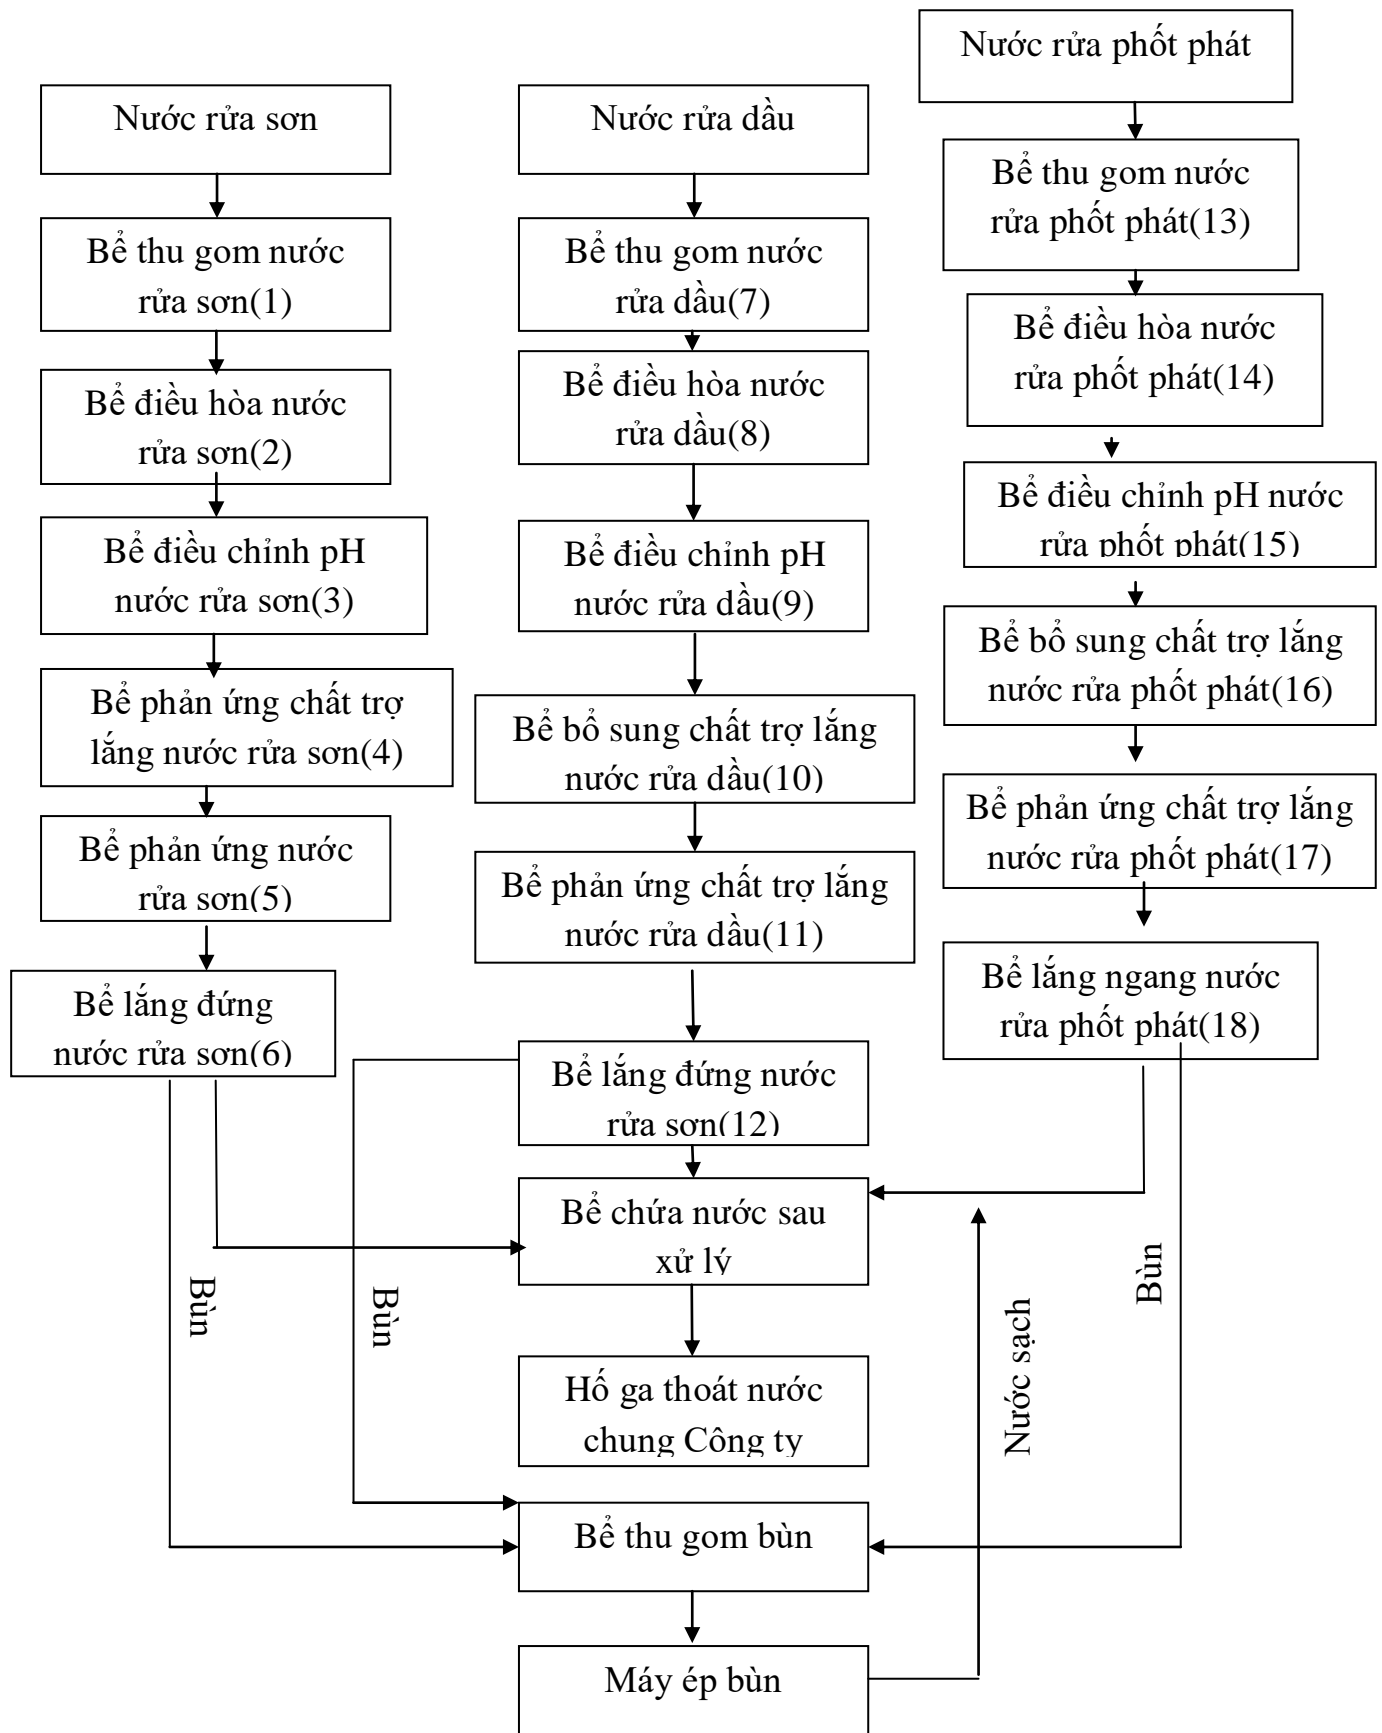 Nước rửa sơn
Bể thu gom nước
rửa sơn(1)
Bể điều hòa nước
rửa sơn(2)
Bể điều chỉnh pH
nước rửa sơn(3)
Bể phản ứng chất trợ
lắng nước rửa sơn(4)
Bể phản ứng nước
rửa sơn(5)
Bể lắng đứng
nước rửa sơn(6)
Nước rửa dầu
Bể thu gom nước
rửa dầu(7)
Bể điều hòa nước
rửa dầu(8)
Bể điều chỉnh pH
nước rửa dầu(9)
Bể bổ sung chất trợ lắng
nước rửa dầu(10)
Bể phản ứng chất trợ lắng
nước rửa dầu(11)
Bể lắng đứng nước
rửa sơn(12)
Nước rửa phốt phát
Bể thu gom nước
rửa phốt phát(13)
Bể điều hòa nước
rửa phốt phát(14)
Bể điều chỉnh pH nước
rửa phốt phát(15)
Bể bổ sung chất trợ lắng
nước rửa phốt phát(16)
Bể phản ứng chất trợ lắng
nước rửa phốt phát(17)
Bể lắng ngang nước
rửa phốt phát(18)
Bể chứa nước sau
xử lý
Bùn
Bùn
Bùn
Nước sạch
Hố ga thoát nước
chung Công ty
Bể thu gom bùn
Máy ép bùn